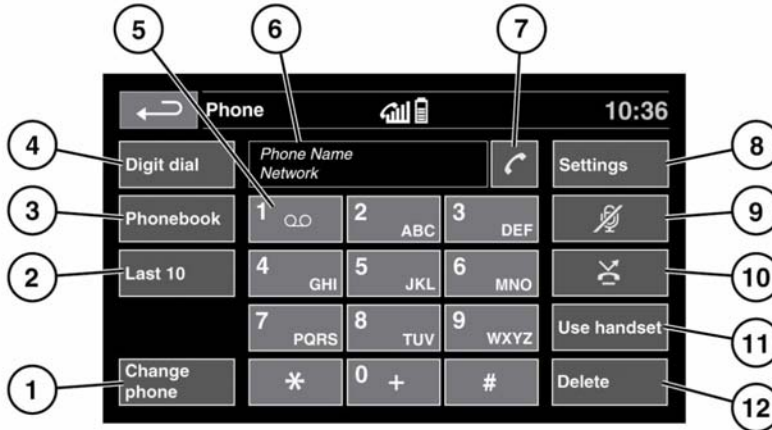 5
6
7
Phone
10:36
4
Digit dial
Phone Name
Network
Settings
8
3
Phonebook
1
2 ABC
3 DEF
9
2
Last 10
4 GHI
5 JKL
6 MNO
10
7 PQRS
8 TUV
9 WXYZ
Use handset
11
1
Change
phone
*
0 +
#
Delete
12